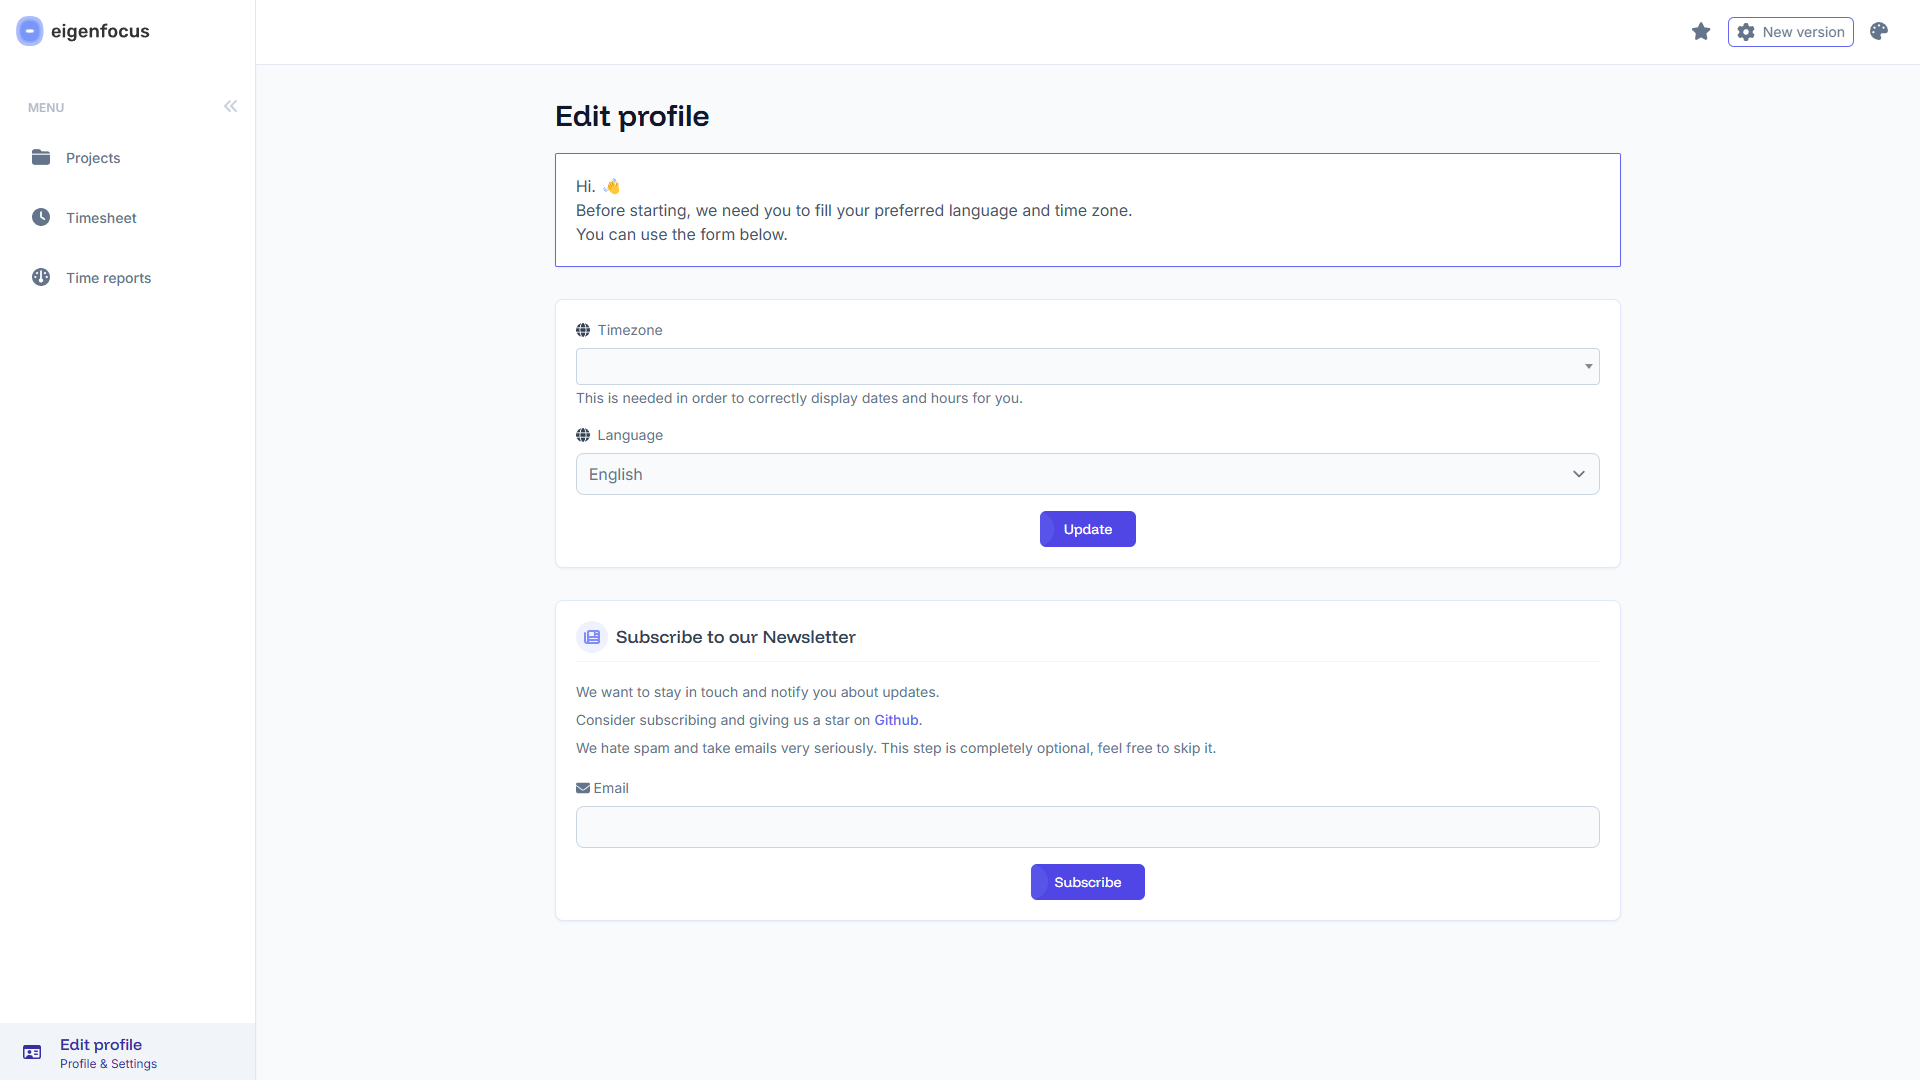 eigenfocus
New version
MENU
Projects
Timesheet
Time reports
Edit profile
Hi. 👋
Before starting, we need you to fill your preferred language and time zone.
You can use the form below.
Timezone
This is needed in order to correctly display dates and hours for you.
Language
English
Update
Subscribe to our Newsletter
We want to stay in touch and notify you about updates.
Consider subscribing and giving us a star on Github.
We hate spam and take emails very seriously. This step is completely optional, feel free to skip it.
Email
Subscribe
Edit profile
Profile & Settings